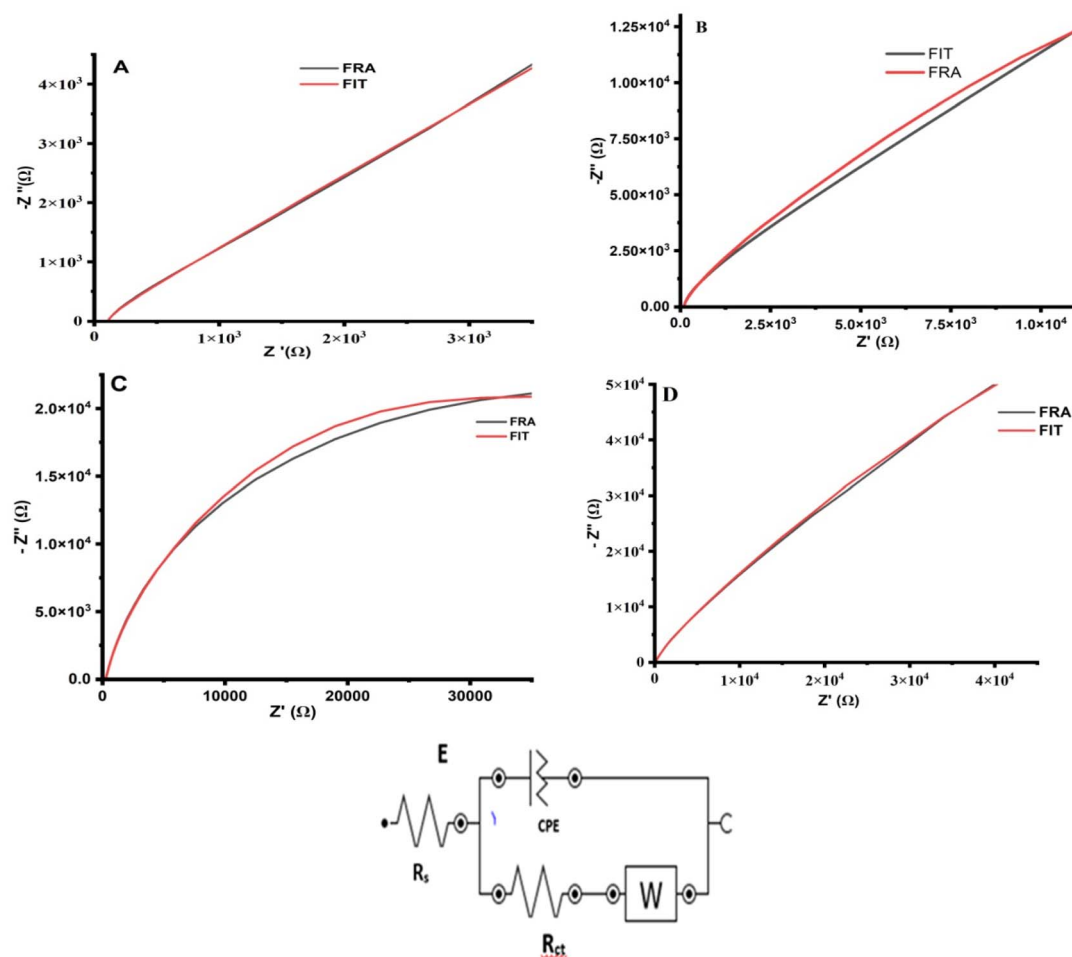 A
FRA
FIT
4×10³
3×10³
2×10³
1×10³
0
-Z "(Ω)
0
1×10³
2×10³
3×10³
Z '(Ω)
B
FIT
FRA
1.25×10⁴
1.00×10⁴
7.50×10³
5.00×10³
2.50×10³
0.00
-Z'' (Ω)
0.0
2.5×10³
5.0×10³
7.5×10³
1.0×10⁴
Z' (Ω)
C
FRA
FIT
2.0×10⁴
1.5×10⁴
1.0×10⁴
5.0×10³
0.0
- Z'' (Ω)
0
10000
20000
30000
Z' (Ω)
D
FRA
FIT
5×10⁴
4×10⁴
3×10⁴
2×10⁴
1×10⁴
0
- Z'' (Ω)
0
1×10⁴
2×10⁴
3×10⁴
4×10⁴
Z' (Ω)
E
CPE
Rs
W
Rct